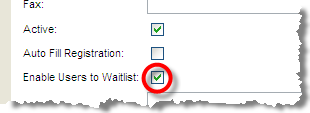 Fax:
Active:
Auto Fill Registration:
Enable Users to Waitlist: